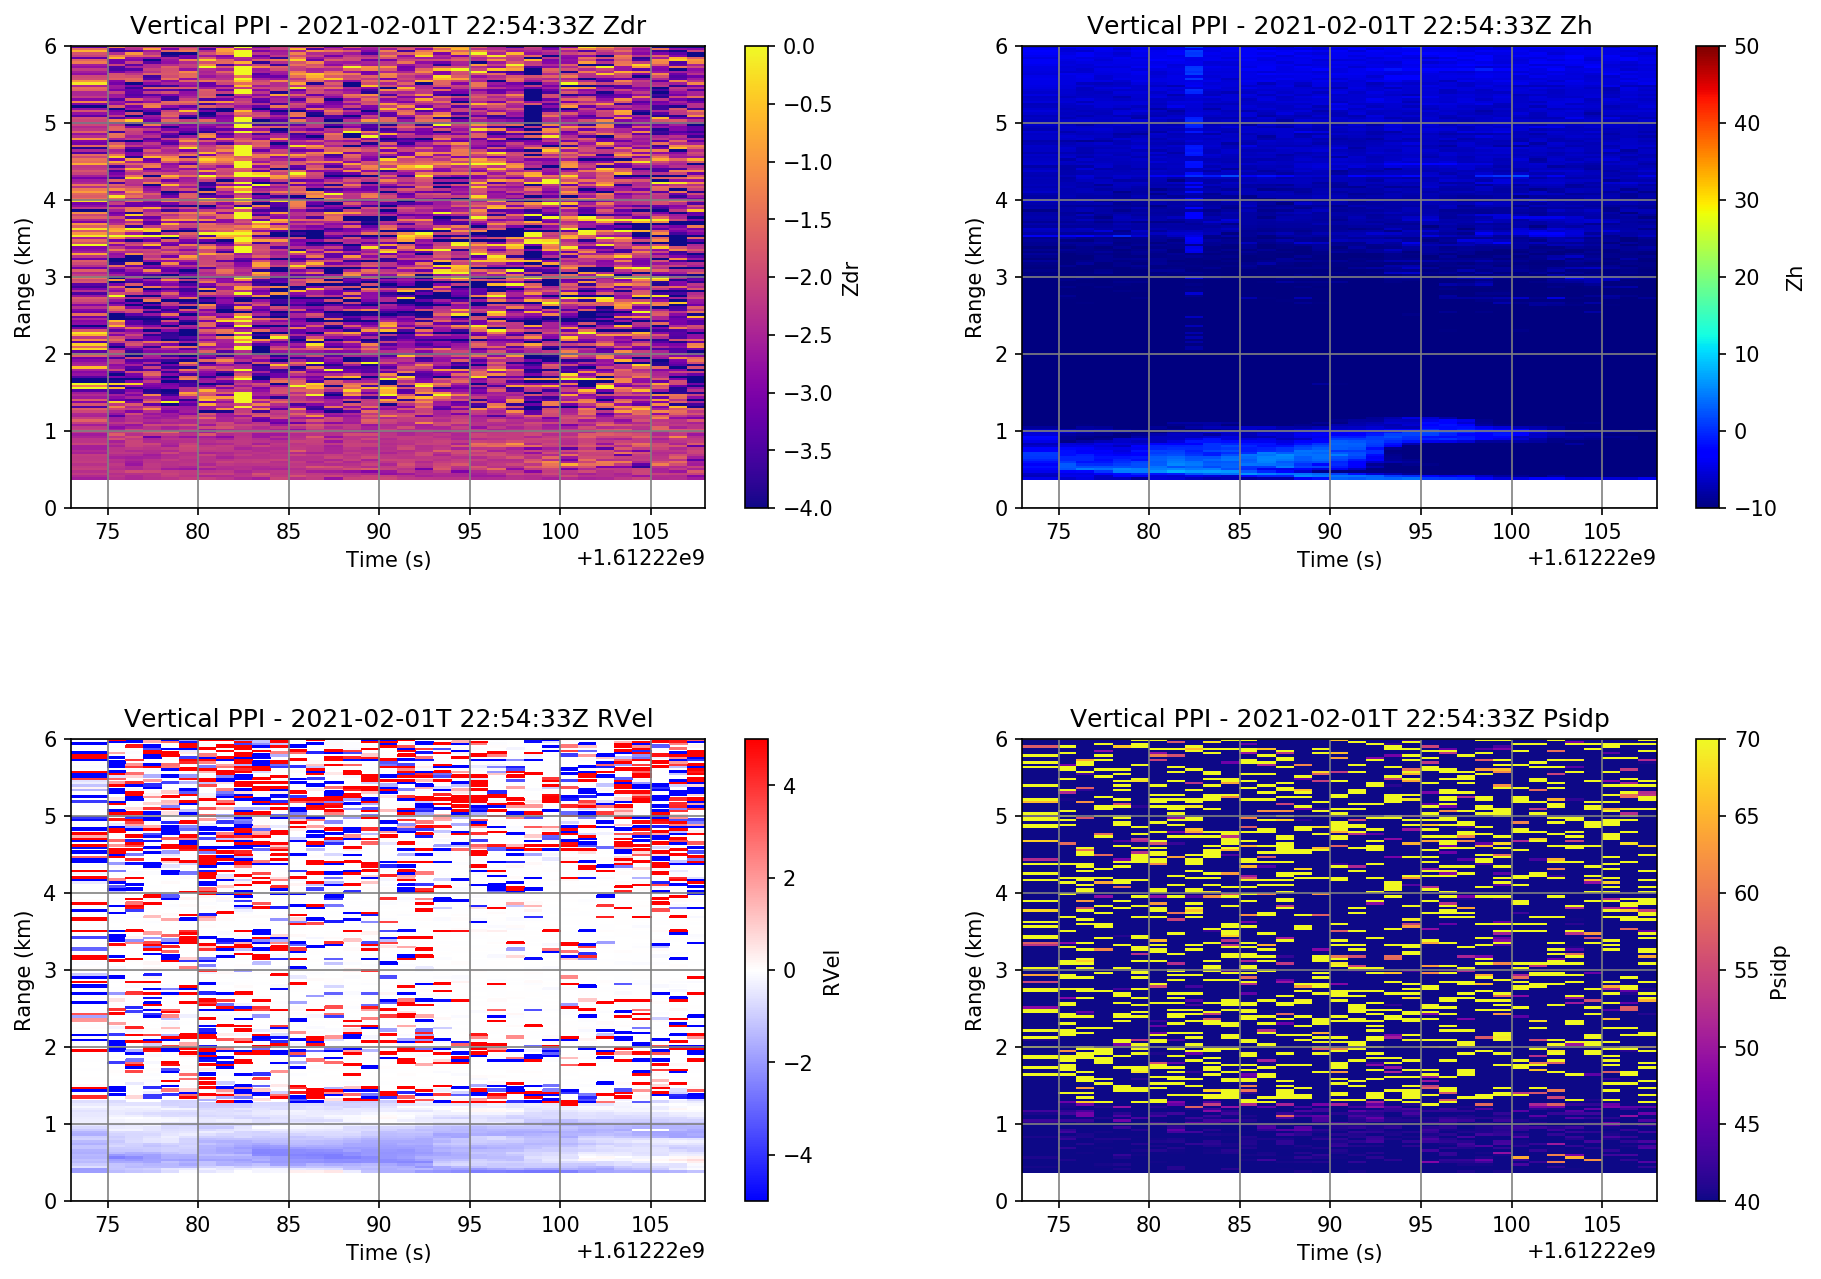 Vertical PPI - 2021-02-01T 22:54:33Z Zdr
6
5
4
3
2
1
0
Range (km)
75 80 85 90 95 100 105
Time (s)
+1.61222e9
0.0
−0.5
−1.0
−1.5
−2.0
−2.5
−3.0
−3.5
−4.0
Zdr
Vertical PPI - 2021-02-01T 22:54:33Z Zh
6
5
4
3
2
1
0
Range (km)
75 80 85 90 95 100 105
Time (s)
+1.61222e9
50
40
30
20
10
0
−10
Zh
Vertical PPI - 2021-02-01T 22:54:33Z RVel
6
5
4
3
2
1
0
Range (km)
75 80 85 90 95 100 105
Time (s)
+1.61222e9
4
2
0
−2
−4
RVel
Vertical PPI - 2021-02-01T 22:54:33Z Psidp
6
5
4
3
2
1
0
Range (km)
75 80 85 90 95 100 105
Time (s)
+1.61222e9
70
65
60
55
50
45
40
Psidp